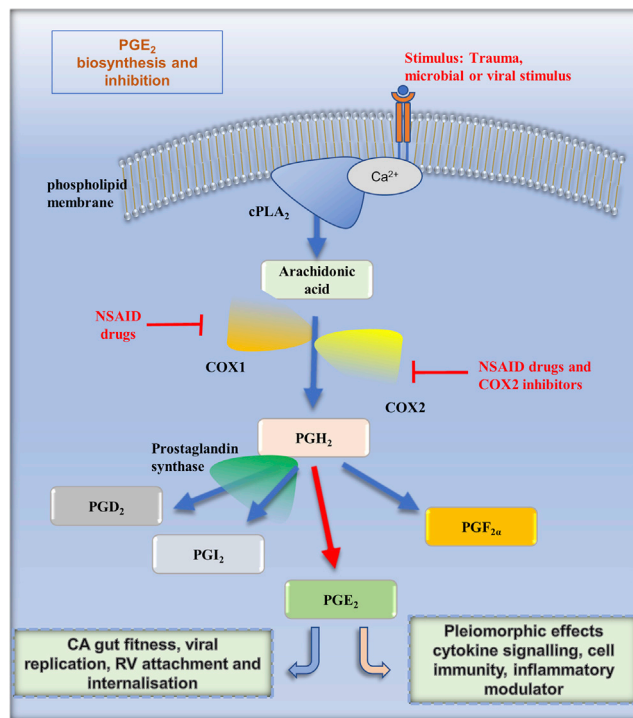 PGE₂
biosynthesis and
inhibition
Stimulus: Trauma,
microbial or viral stimulus
phospholipid
membrane
Ca²⁺
cPLA₂
Arachidonic
acid
NSAID
drugs
COX1
NSAID drugs and
COX2 inhibitors
COX2
PGH₂
Prostaglandin
synthase
PGD₂
PGI₂
PGF₂α
PGE₂
CA gut fitness, viral
replication, RV attachment and
internalisation
Pleiomorphic effects
cytokine signalling, cell
immunity, inflammatory
modulator